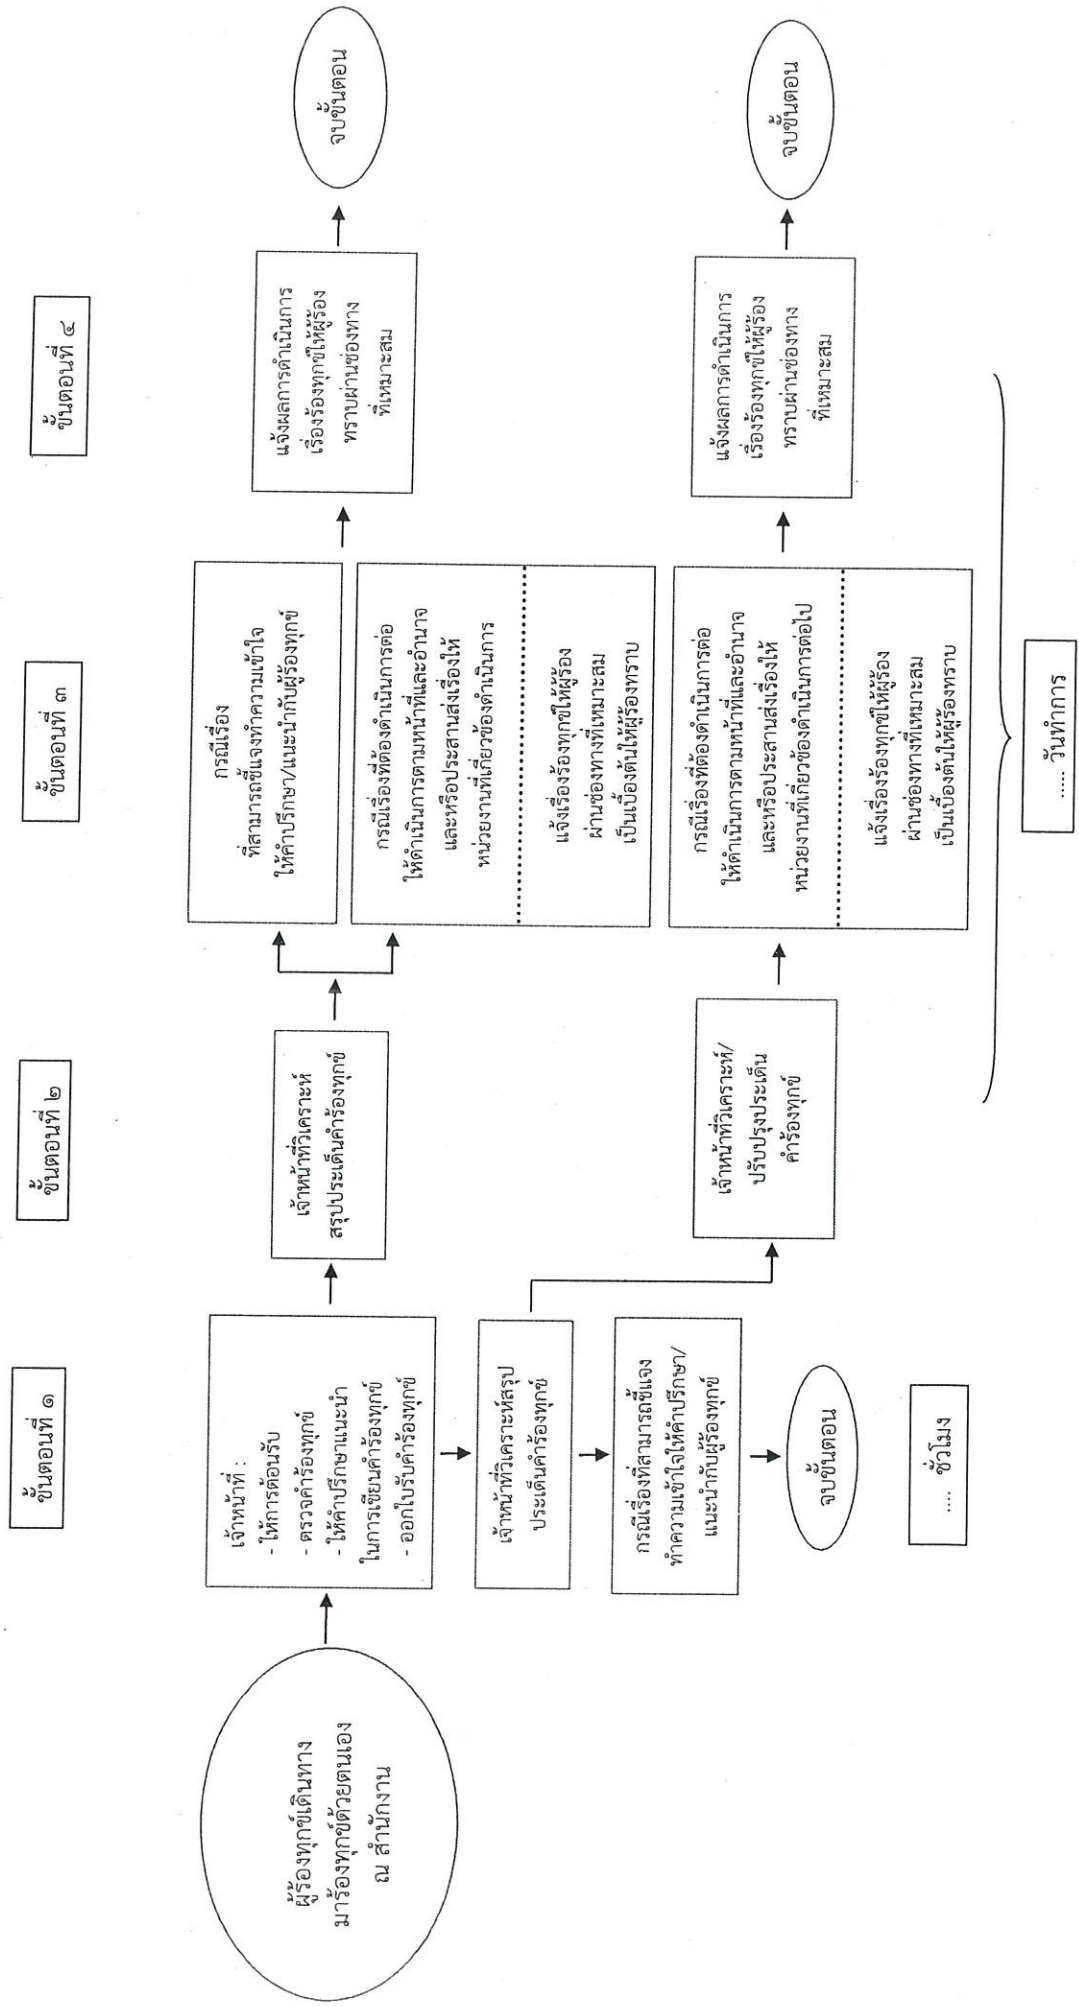 ขั้นตอนที่ ๑
ขั้นตอนที่ ๒
ขั้นตอนที่ ๓
ขั้นตอนที่ ๔
ผู้ร้องทุกข์เดินทาง
มาร้องทุกข์ด้วยตนเอง
ณ สำนักงาน
เจ้าหน้าที่ :
- ให้การต้อนรับ
- ตรวจคำร้องทุกข์
- ให้คำปรึกษาแนะนำ
ในการเขียนคำร้องทุกข์
- ออกใบรับคำร้องทุกข์
เจ้าหน้าที่วิเคราะห์
สรุปประเด็นคำร้องทุกข์
กรณีเรื่อง
ที่สามารถชี้แจงทำความเข้าใจ
ให้คำปรึกษา/แนะนำกับผู้ร้องทุกข์
กรณีเรื่องที่ต้องดำเนินการต่อ
ให้ดำเนินการตามหน้าที่และอำนาจ
และหรือประสานส่งเรื่องให้
หน่วยงานที่เกี่ยวข้องดำเนินการ
แจ้งเรื่องร้องทุกข์ให้ผู้ร้อง
ผ่านช่องทางที่เหมาะสม
เป็นเบื้องต้นให้ผู้ร้องทราบ
แจ้งผลการดำเนินการ
เรื่องร้องทุกข์ให้ผู้ร้อง
ทราบผ่านช่องทาง
ที่เหมาะสม
จบขั้นตอน
เจ้าหน้าที่วิเคราะห์สรุป
ประเด็นคำร้องทุกข์
กรณีเรื่องที่สามารถชี้แจง
ทำความเข้าใจให้คำปรึกษา/
แนะนำกับผู้ร้องทุกข์
จบขั้นตอน
เจ้าหน้าที่วิเคราะห์/
ปรับปรุงประเด็น
คำร้องทุกข์
กรณีเรื่องที่ต้องดำเนินการต่อ
ให้ดำเนินการตามหน้าที่และอำนาจ
และหรือประสานส่งเรื่องให้
หน่วยงานที่เกี่ยวข้องดำเนินการต่อไป
แจ้งเรื่องร้องทุกข์ให้ผู้ร้อง
ผ่านช่องทางที่เหมาะสม
เป็นเบื้องต้นให้ผู้ร้องทราบ
แจ้งผลการดำเนินการ
เรื่องร้องทุกข์ให้ผู้ร้อง
ทราบผ่านช่องทาง
ที่เหมาะสม
จบขั้นตอน
.... ชั่วโมง
..... วันทำการ